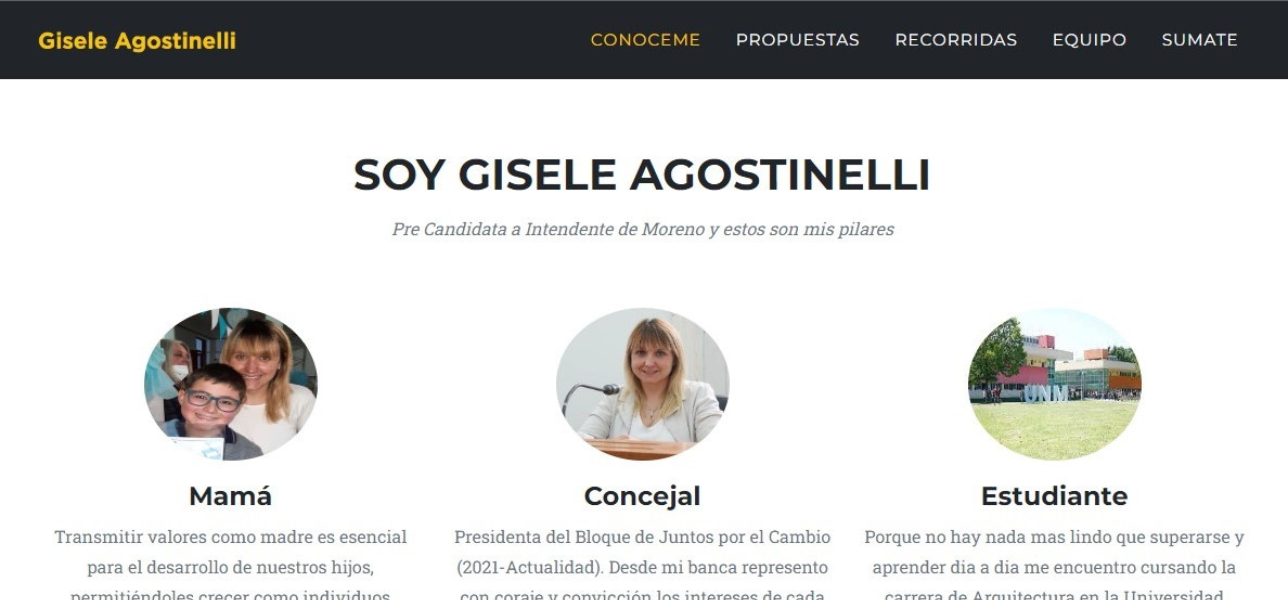 Gisele Agostinelli
CONOCEME PROPUESTAS RECORRIDAS EQUIPO SUMATE
SOY GISELE AGOSTINELLI
Pre Candidata a Intendente de Moreno y estos son mis pilares
UNM
Mamá
Transmitir valores como madre es esencial
para el desarrollo de nuestros hijos,
permitiéndoles crecer como individuos
Concejal
Presidenta del Bloque de Juntos por el Cambio
(2021-Actualidad). Desde mi banca represento
con coraje y convicción los intereses de cada
Estudiante
Porque no hay nada mas lindo que superarse y
aprender dia a dia me encuentro cursando la
carrera de Arquitectura en la Universidad